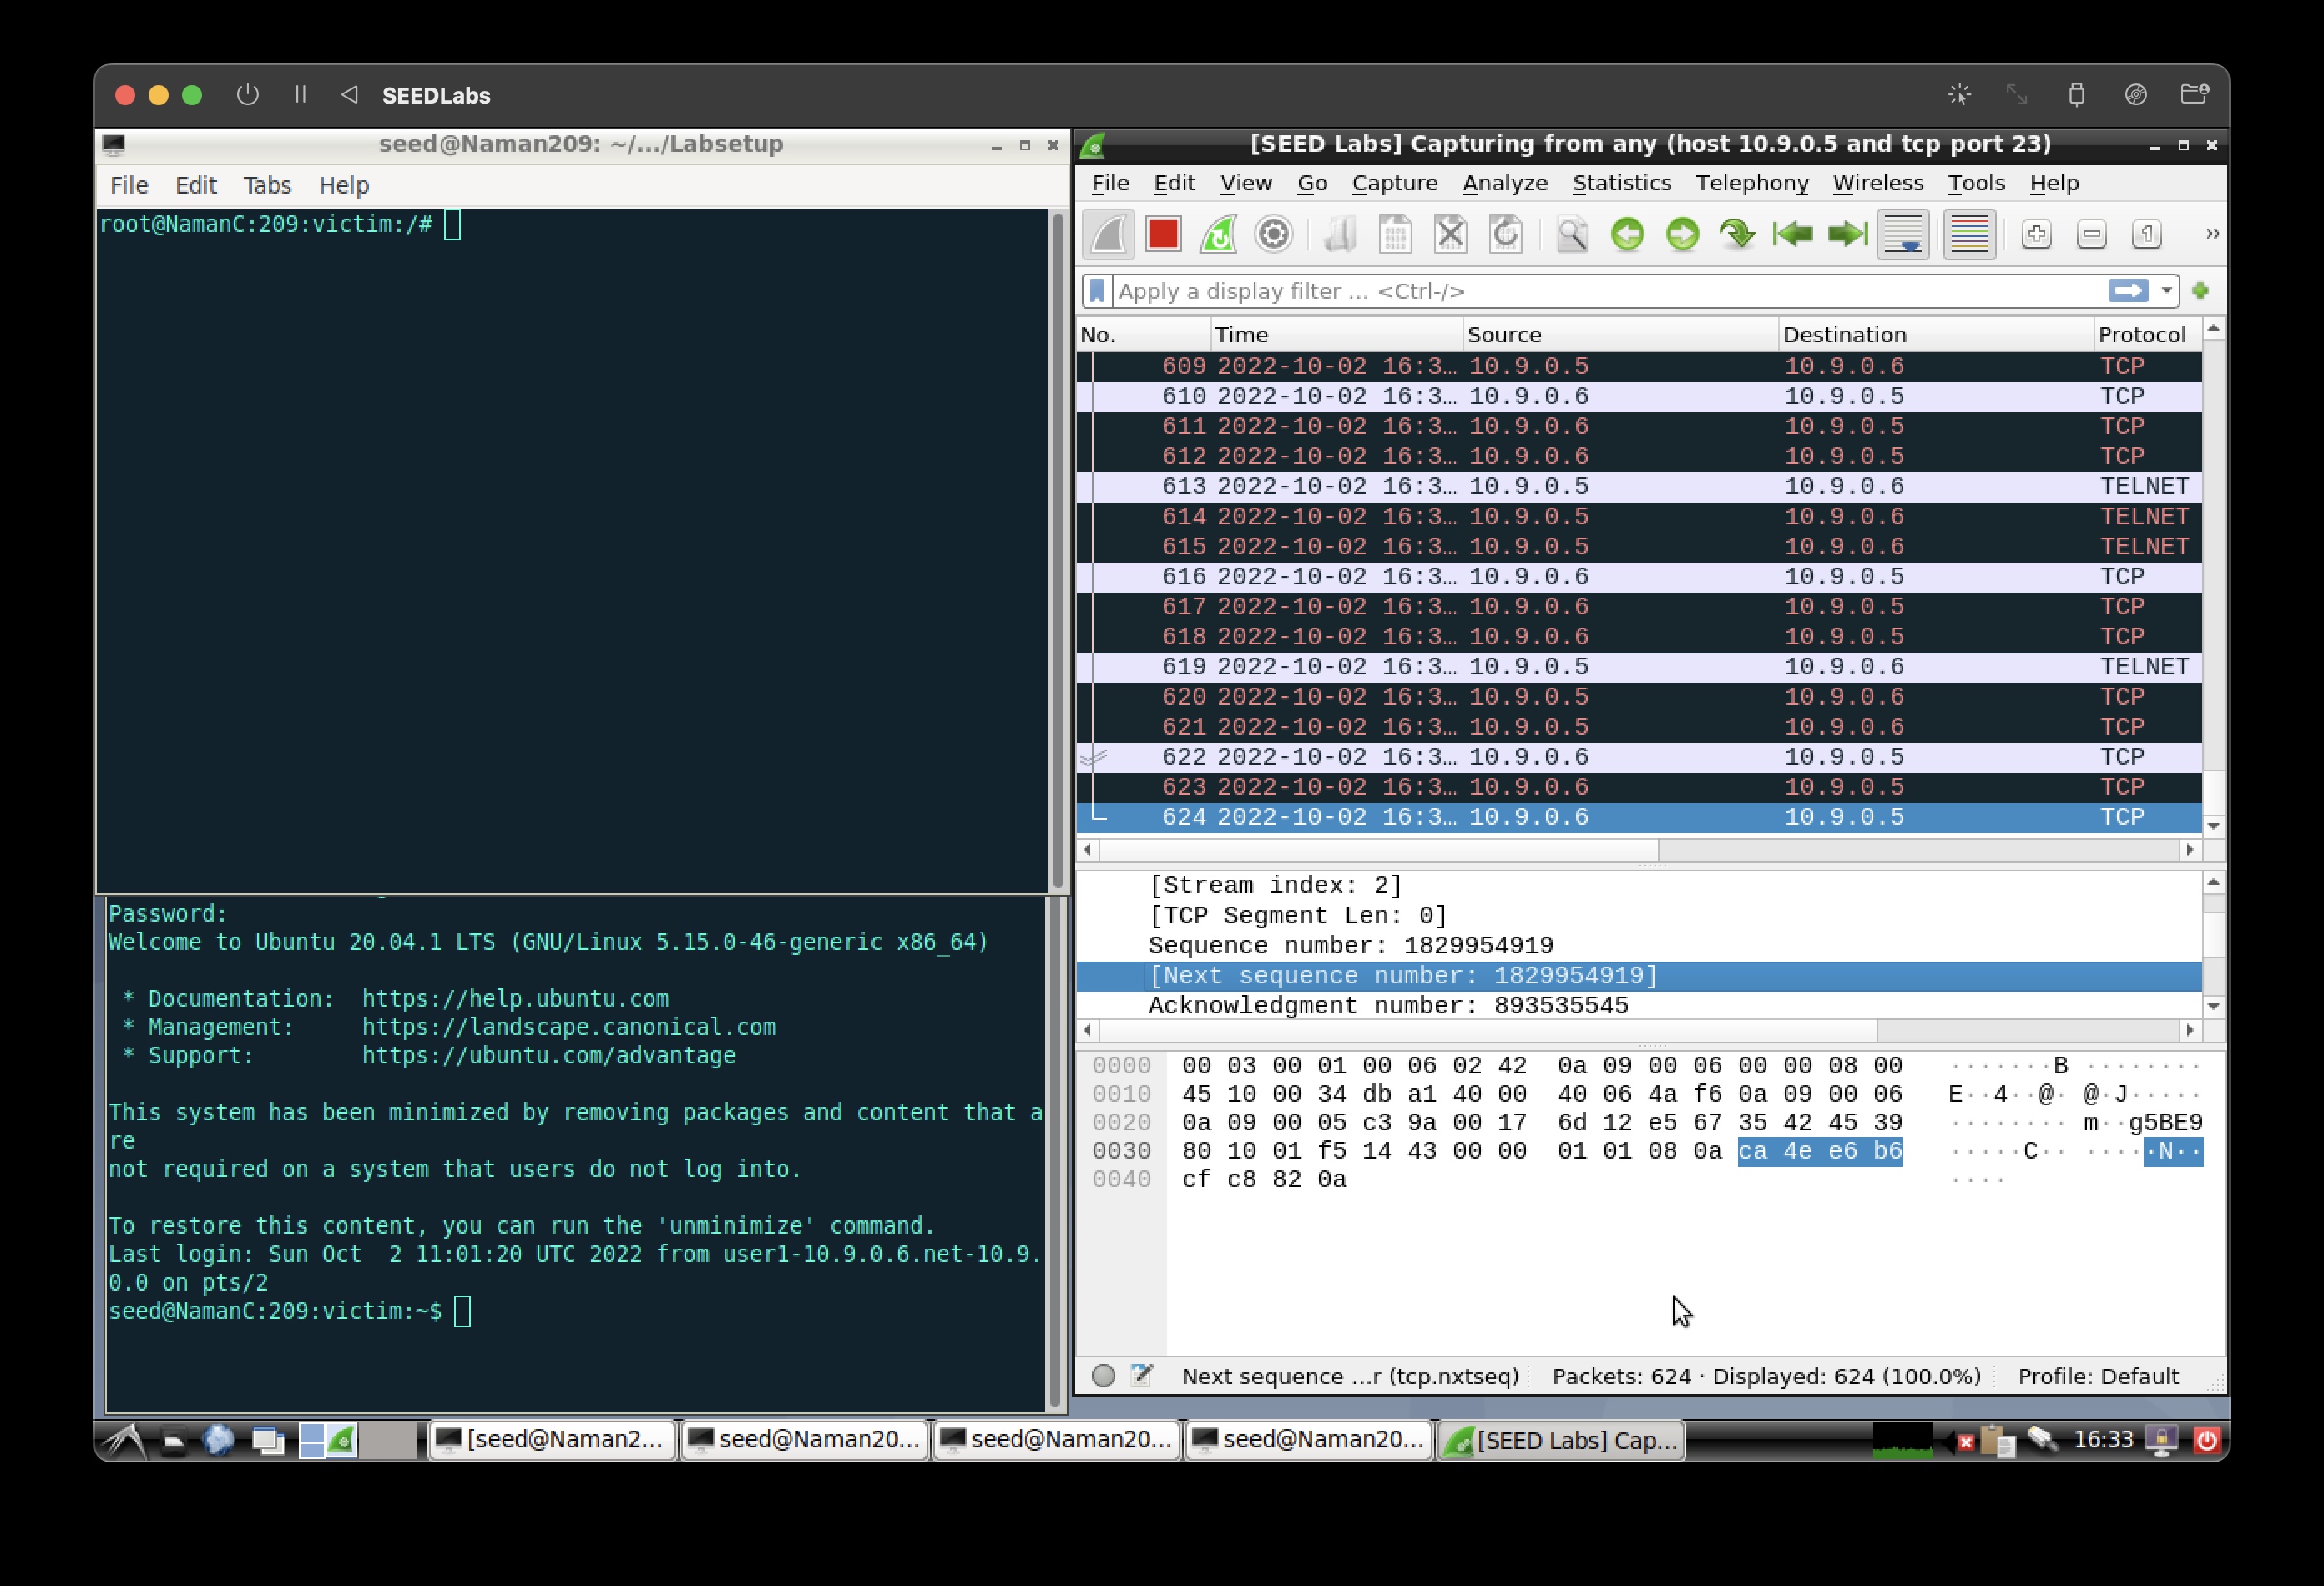 SEEDLabs
seed@Naman209: ~/.../Labsetup
File Edit Tabs Help
root@NamanC:209:victim:/#
Password:
Welcome to Ubuntu 20.04.1 LTS (GNU/Linux 5.15.0-46-generic x86_64)
* Documentation: https://help.ubuntu.com
* Management: https://landscape.canonical.com
* Support: https://ubuntu.com/advantage
This system has been minimized by removing packages and content that a
re
not required on a system that users do not log into.
To restore this content, you can run the 'unminimize' command.
Last login: Sun Oct 2 11:01:20 UTC 2022 from user1-10.9.0.6.net-10.9.
0.0 on pts/2
seed@NamanC:209:victim:~$
[SEED Labs] Capturing from any (host 10.9.0.5 and tcp port 23)
File Edit View Go Capture Analyze Statistics Telephony Wireless Tools Help
Apply a display filter ... <Ctrl-/>
No. Time Source Destination Protocol
609 2022-10-02 16:3… 10.9.0.5 10.9.0.6 TCP
610 2022-10-02 16:3… 10.9.0.6 10.9.0.5 TCP
611 2022-10-02 16:3… 10.9.0.6 10.9.0.5 TCP
612 2022-10-02 16:3… 10.9.0.6 10.9.0.5 TCP
613 2022-10-02 16:3… 10.9.0.5 10.9.0.6 TELNET
614 2022-10-02 16:3… 10.9.0.5 10.9.0.6 TELNET
615 2022-10-02 16:3… 10.9.0.5 10.9.0.6 TELNET
616 2022-10-02 16:3… 10.9.0.6 10.9.0.5 TCP
617 2022-10-02 16:3… 10.9.0.6 10.9.0.5 TCP
618 2022-10-02 16:3… 10.9.0.6 10.9.0.5 TCP
619 2022-10-02 16:3… 10.9.0.5 10.9.0.6 TELNET
620 2022-10-02 16:3… 10.9.0.5 10.9.0.6 TCP
621 2022-10-02 16:3… 10.9.0.5 10.9.0.6 TCP
622 2022-10-02 16:3… 10.9.0.6 10.9.0.5 TCP
623 2022-10-02 16:3… 10.9.0.6 10.9.0.5 TCP
624 2022-10-02 16:3… 10.9.0.6 10.9.0.5 TCP
[Stream index: 2]
[TCP Segment Len: 0]
Sequence number: 1829954919
[Next sequence number: 1829954919]
Acknowledgment number: 893535545
0000 00 03 00 01 00 06 02 42 0a 09 00 06 00 00 08 00 ·······B ········
0010 45 10 00 34 db a1 40 00 40 06 4a f6 0a 09 00 06 E··4··@· @·J·····
0020 0a 09 00 05 c3 9a 00 17 6d 12 e5 67 35 42 45 39 ········ m··g5BE9
0030 80 10 01 f5 14 43 00 00 01 01 08 0a ca 4e e6 b6 ·····C·· ·····N··
0040 cf c8 82 0a ····
Next sequence …r (tcp.nxtseq) Packets: 624 · Displayed: 624 (100.0%) Profile: Default
[seed@Naman2... seed@Naman20... seed@Naman20... seed@Naman20... [SEED Labs] Cap... 16:33